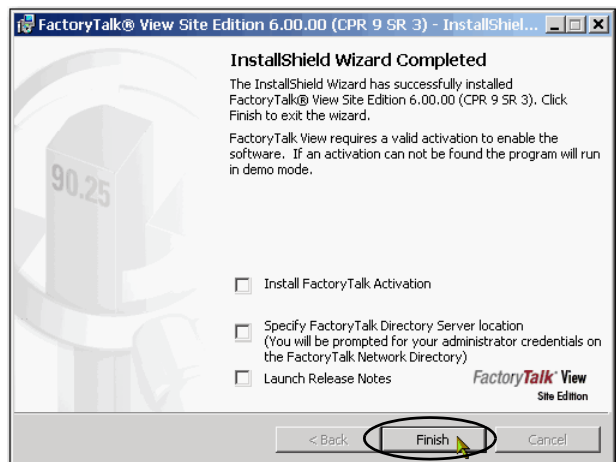 FactoryTalk® View Site Edition 6.00.00 (CPR 9 SR 3) - InstallShiel...
InstallShield Wizard Completed
The InstallShield Wizard has successfully installed
FactoryTalk® View Site Edition 6.00.00 (CPR 9 SR 3). Click
Finish to exit the wizard.
FactoryTalk View requires a valid activation to enable the
software. If an activation can not be found the program will run
in demo mode.
90.25
Install FactoryTalk Activation
Specify FactoryTalk Directory Server location
(You will be prompted for your administrator credentials on
the FactoryTalk Network Directory)
Launch Release Notes
FactoryTalk View
Site Edition
< Back
Finish
Cancel